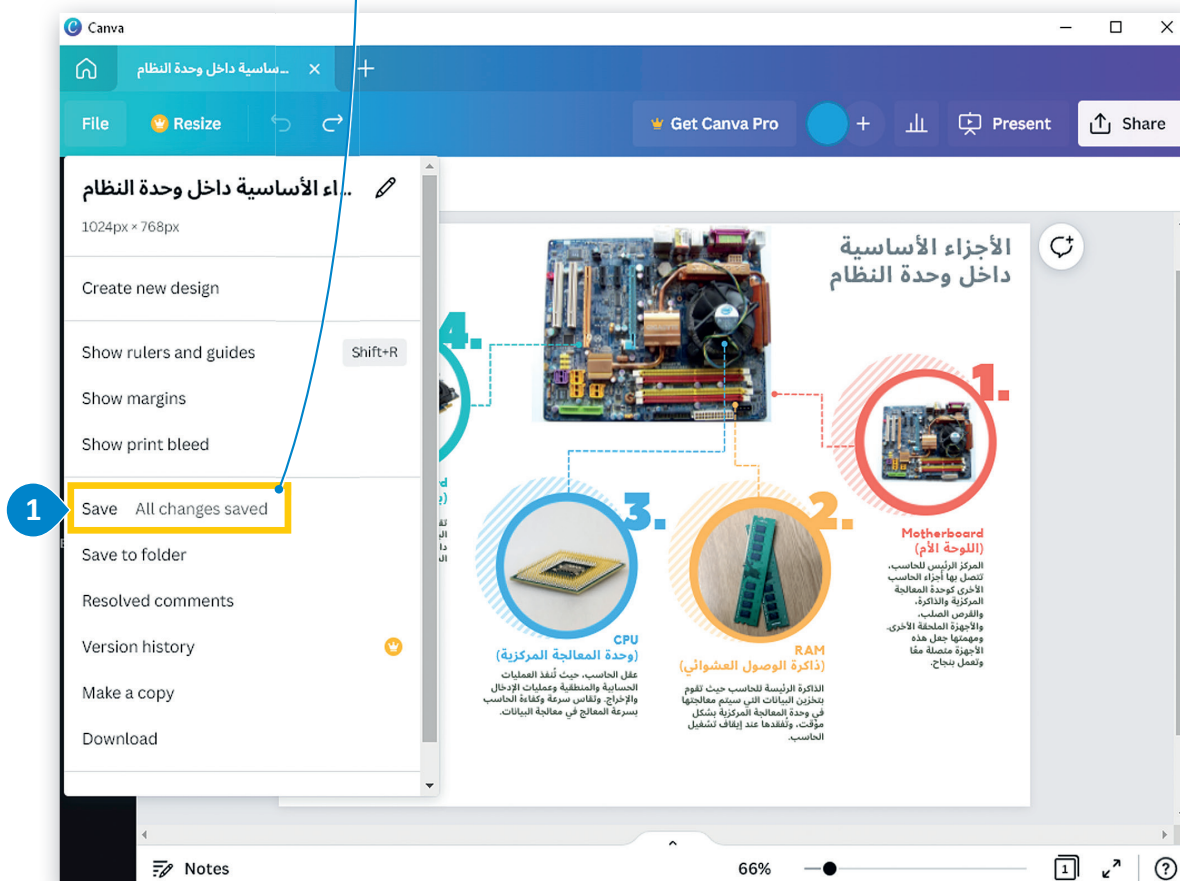 Canva
...ساسية داخل وحدة النظام
File
Resize
Get Canva Pro
Present
Share
...اء الأساسية داخل وحدة النظام
1024px × 768px
Create new design
Show rulers and guides
Shift+R
Show margins
Show print bleed
1
Save All changes saved
Save to folder
Resolved comments
Version history
Make a copy
Download
الأجزاء الأساسية
داخل وحدة النظام
1.
Motherboard
(اللوحة الأم)
المركز الرئيس للحاسب،
تتصل بها أجزاء الحاسب
الأخرى كوحدة المعالجة
المركزية والذاكرة،
والقرص الصلب،
والأجهزة الملحقة الأخرى.
ومهمتها جعل هذه
الأجهزة متصلة معًا
وتعمل بنجاح.
2.
RAM
(ذاكرة الوصول العشوائي)
الذاكرة الرئيسة للحاسب حيث تقوم
بتخزين البيانات التي سيتم معالجتها
في وحدة المعالجة المركزية بشكل
مؤقت، وتُفقدها عند إيقاف تشغيل
الحاسب.
3.
CPU
(وحدة المعالجة المركزية)
عقل الحاسب، حيث تُنفذ العمليات
الحسابية والمنطقية وعمليات الإدخال
والإخراج. وتقاس سرعة وكفاءة الحاسب
بسرعة المعالج في معالجة البيانات.
4.
Notes
66%
1